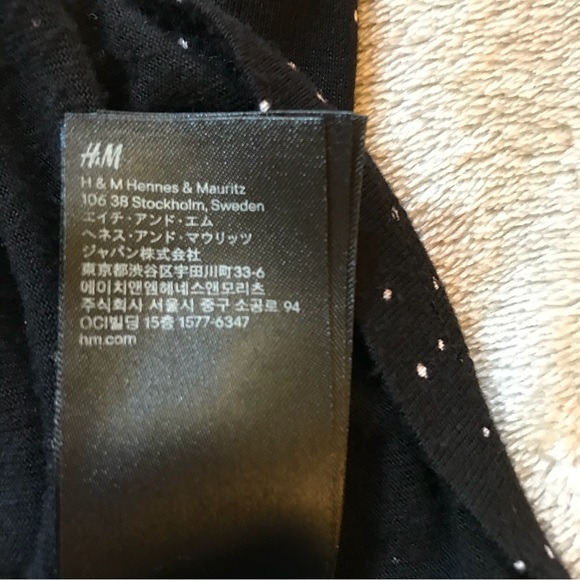 H&M
H & M Hennes & Mauritz
106 38 Stockholm, Sweden
エイチ・アンド・エム
ヘネス・アンド・マウリッツ
ジャパン株式会社
東京都渋谷区宇田川町33-6
에이치앤엠헤네스앤모리츠
주식회사 서울시 중구 소공로 94
OCI빌딩 15층 1577-6347
hm.com